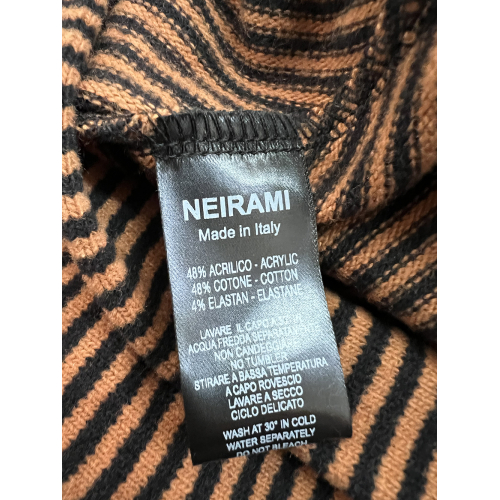 NEIRAMI
Made in Italy
48% ACRILICO - ACRYLIC
48% COTONE - COTTON
4% ELASTAN - ELASTANE
LAVARE IL CAPO A
ACQUA FREDDA SEPARATAMENTE
NON CANDEGGIARE
NO TUMBLER
STIRARE A BASSA TEMPERATURA
A CAPO ROVESCIO
LAVARE A SECCO
CICLO DELICATO
WASH AT 30° IN COLD
WATER SEPARATELY
DO NOT BLEACH